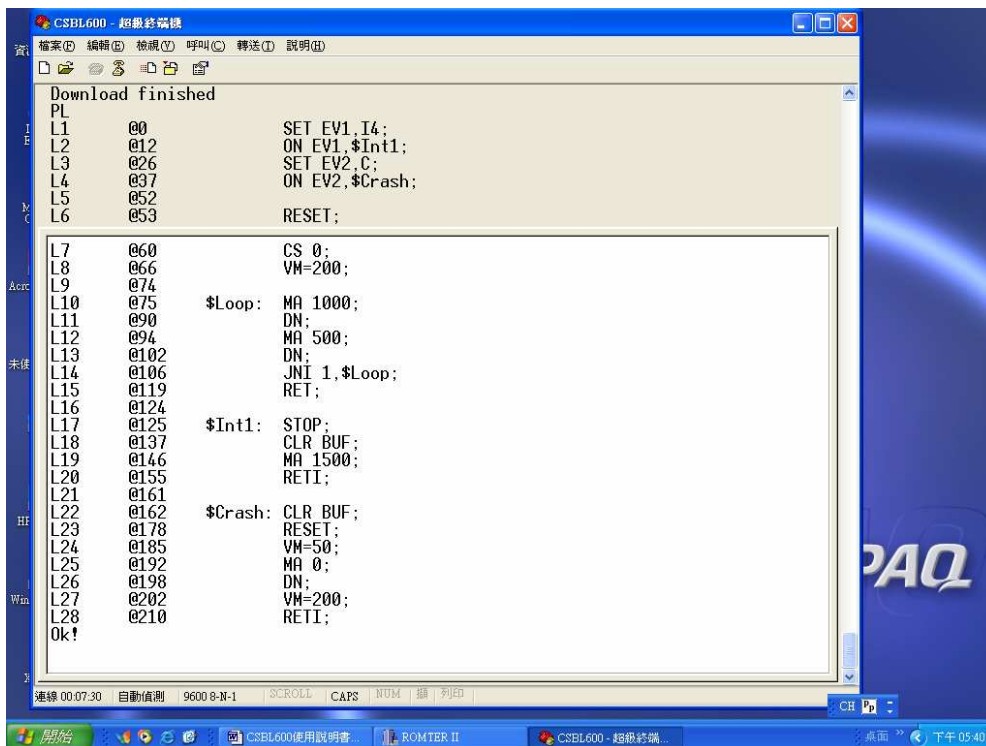 CSBL600 - 超級終端機
檔案(F) 編輯(E) 檢視(V) 呼叫(C) 轉送(T) 說明(H)
Download finished
PL
L1 @0 SET EV1,I4;
L2 @12 ON EV1,$Int1;
L3 @26 SET EV2,C;
L4 @37 ON EV2,$Crash;
L5 @52
L6 @53 RESET;
L7 @60 CS 0;
L8 @66 VM=200;
L9 @74
L10 @75 $Loop: MA 1000;
L11 @90 DN;
L12 @94 MA 500;
L13 @102 DN;
L14 @106 JNI 1,$Loop;
L15 @119 RET;
L16 @124
L17 @125 $Int1: STOP;
L18 @137 CLR BUF;
L19 @146 MA 1500;
L20 @155 RETI;
L21 @161
L22 @162 $Crash: CLR BUF;
L23 @178 RESET;
L24 @185 VM=50;
L25 @192 MA 0;
L26 @198 DN;
L27 @202 VM=200;
L28 @210 RETI;
Ok!
連線 00:07:30 自動偵測 9600 8-N-1 SCROLL CAPS NUM 擷 列印
CH
PAQ
開始 CSBL600使用說明書... ROMTER II CSBL600 - 超級終端... 桌面 » 下午 05:40